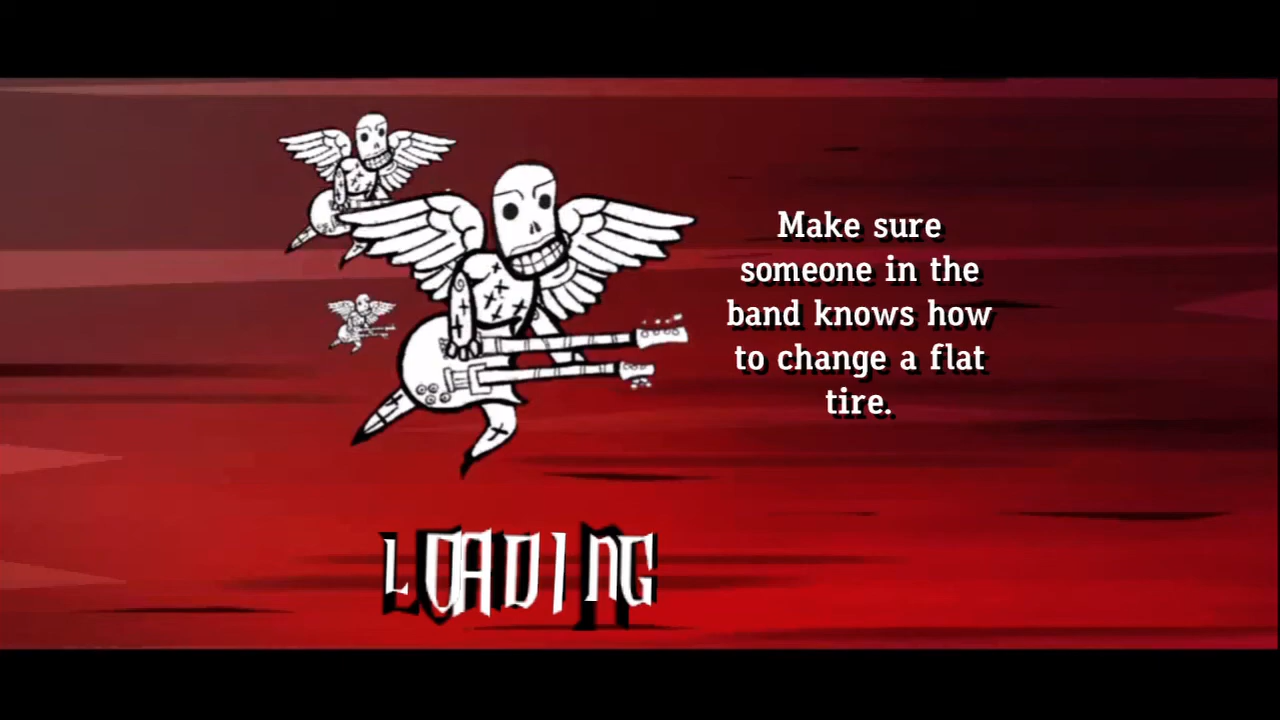 Make sure
someone in the
band knows how
to change a flat
tire.
LOADING